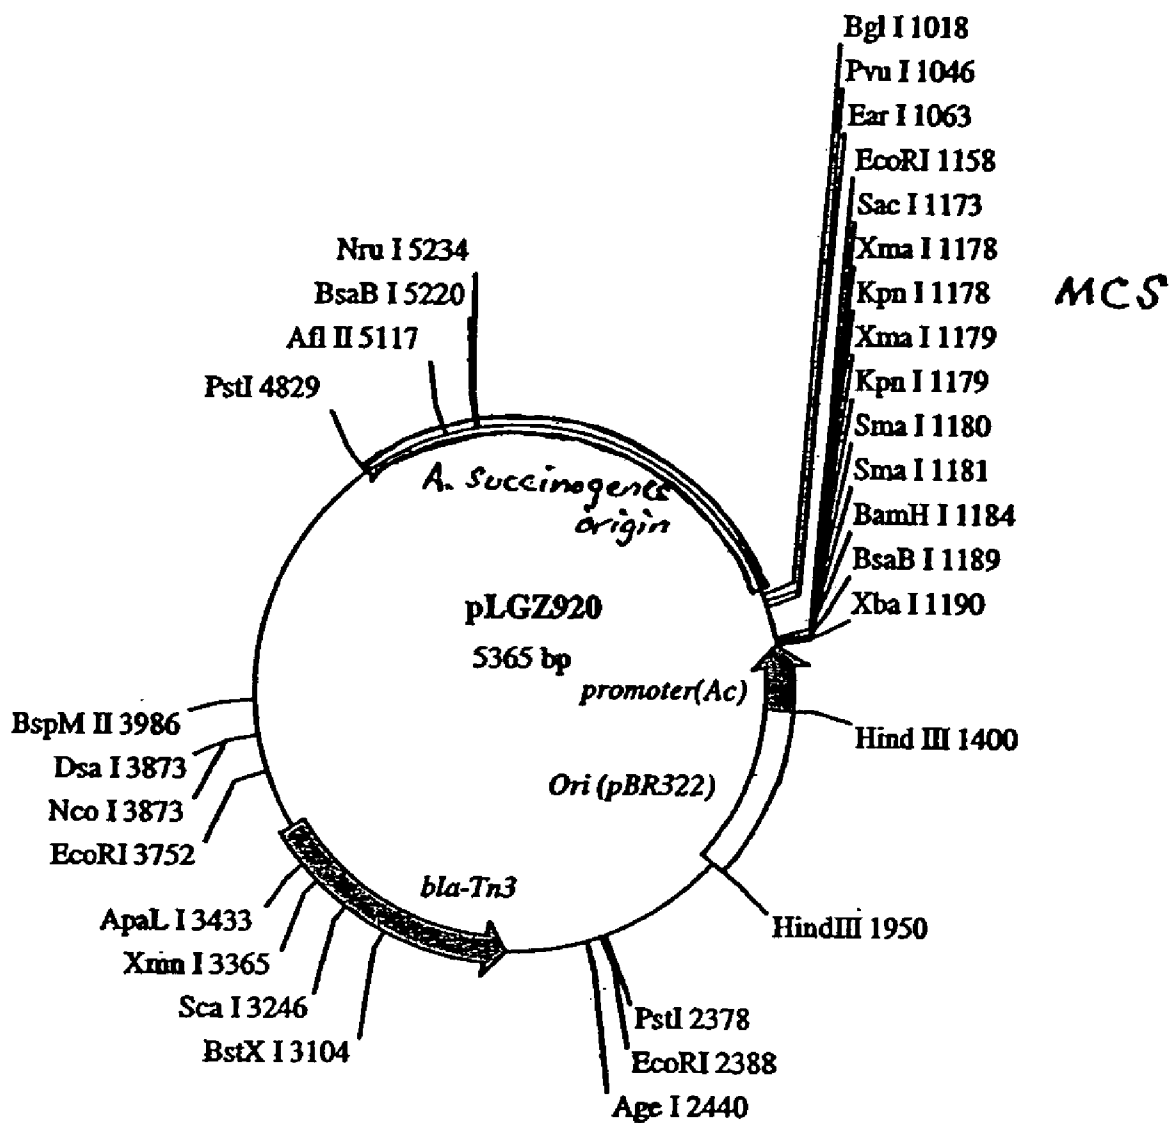 Bgl I 1018
Pvu I 1046
Ear I 1063
EcoRI 1158
Sac I 1173
Xma I 1178
Kpn I 1178
MCS
Xma I 1179
Kpn I 1179
Sma I 1180
Sma I 1181
BamH I 1184
BsaB I 1189
Xba I 1190
Nru I 5234
BsaB I 5220
Afl II 5117
PstI 4829
A. succinogenes
origin
pLGZ920
5365 bp
promoter(Ac)
Hind III 1400
Ori (pBR322)
HindIII 1950
BspM II 3986
Dsa I 3873
Nco I 3873
EcoRI 3752
bla-Tn3
ApaL I 3433
Xmn I 3365
Sca I 3246
BstX I 3104
PstI 2378
EcoRI 2388
Age I 2440